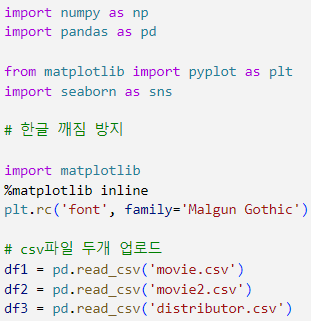 import numpy as np
import pandas as pd
from matplotlib import pyplot as plt
import seaborn as sns
# 한글 깨짐 방지
import matplotlib
%matplotlib inline
plt.rc('font', family='Malgun Gothic')
# csv파일 두개 업로드
df1 = pd.read_csv('movie.csv')
df2 = pd.read_csv('movie2.csv')
df3 = pd.read_csv('distributor.csv')